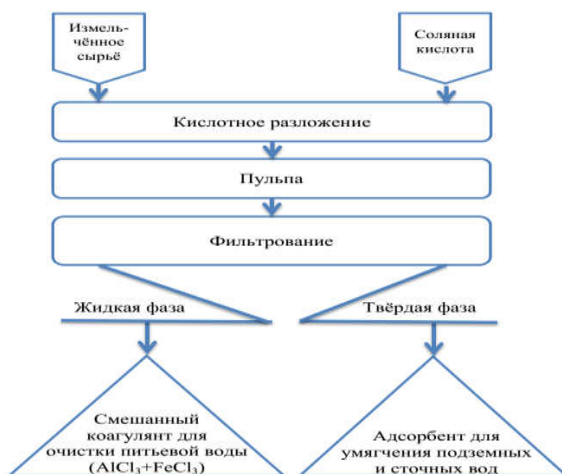 Измель-
чённое
сырьё
Соляная
кислота
Кислотное разложение
Пульпа
Фильтрование
Жидкая фаза
Твёрдая фаза
Смешанный
коагулянт для
очистки питьевой воды
(AlCl₃+FeCl₃)
Адсорбент для
умягчения подземных
и сточных вод